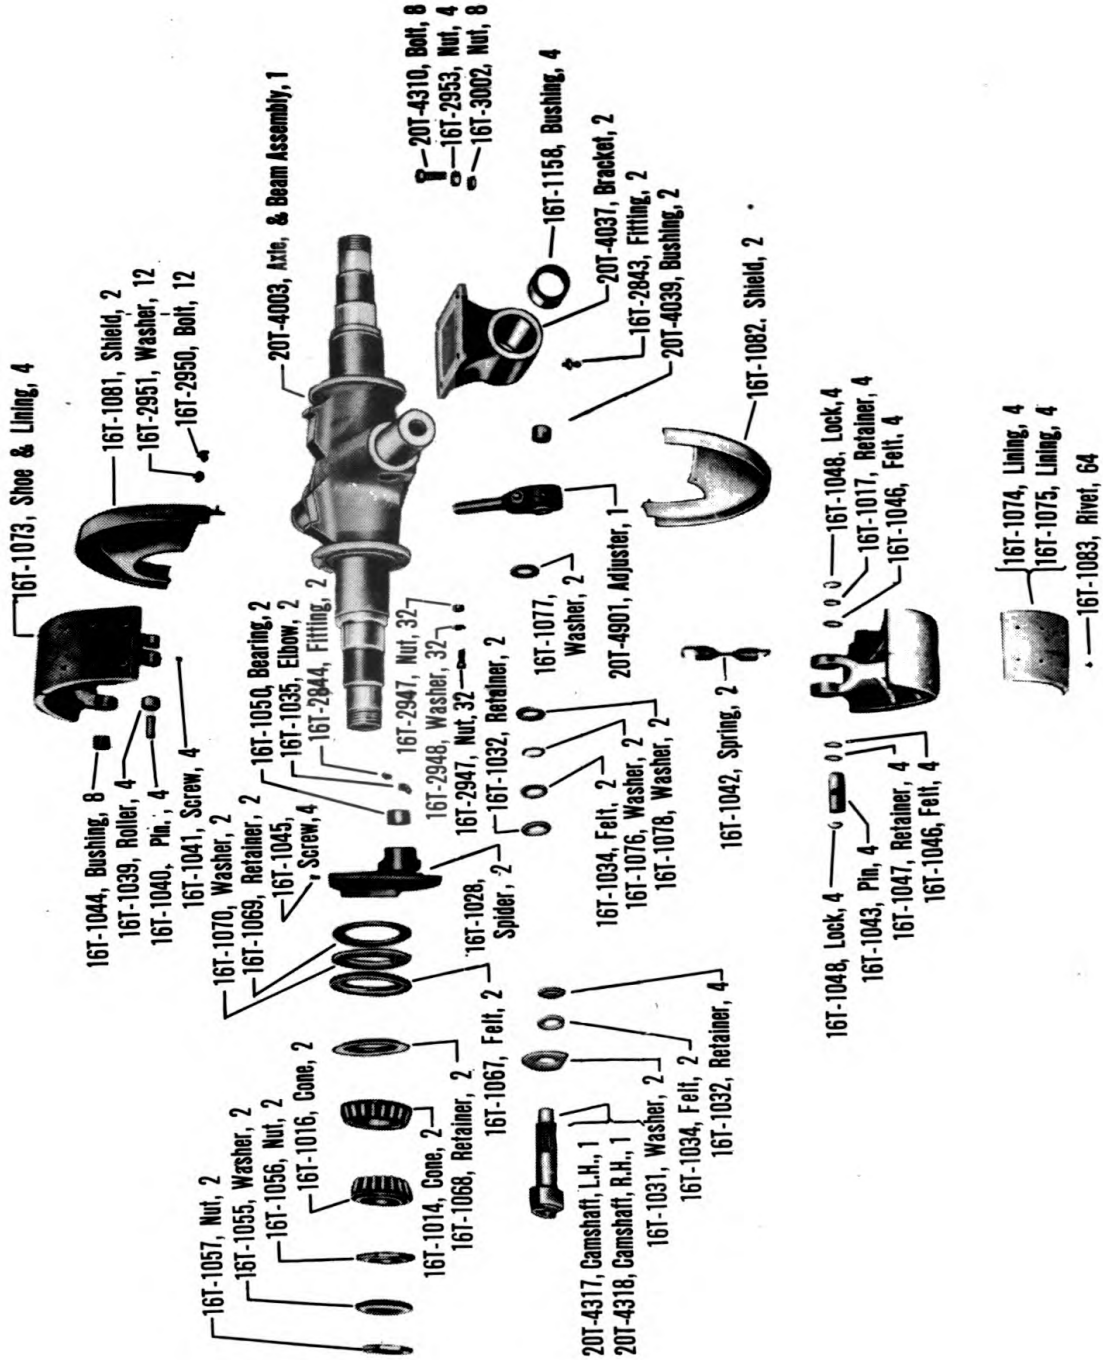 16T-1073, Shoe & Lining, 4
16T-1081, Shield, 2
16T-2951, Washer, 12
16T-2950, Bolt, 12
20T-4003, Axle, & Beam Assembly, 1
20T-4310, Bolt, 8
16T-2953, Nut, 4
16T-3002, Nut, 8
16T-1158, Bushing, 4
20T-4037, Bracket, 2
16T-2843, Fitting, 2
20T-4039, Bushing, 2
16T-1082. Shield, 2
16T-1044, Bushing, 8
16T-1039, Roller, 4
16T-1040, Pin, 4
16T-1041, Screw, 4
16T-1070, Washer, 2
16T-1069, Retainer, 2
16T-1045,
Screw, 4
16T-1050, Bearing, 2
16T-1035, Elbow, 2
16T-2844, Fitting, 2
16T-2947, Nut, 32
16T-2948, Washer, 32
16T-2947, Nut, 32
16T-1032, Retainer, 2
16T-1077,
Washer, 2
20T-4901, Adjuster, 1
16T-1028,
Spider, 2
16T-1034, Felt, 2
16T-1076, Washer, 2
16T-1078, Washer, 2
16T-1042, Spring, 2
16T-1048, Lock, 4
16T-1017, Retainer, 4
16T-1046, Felt, 4
16T-1057, Nut, 2
16T-1055, Washer, 2
16T-1056, Nut, 2
16T-1016, Cone, 2
16T-1014, Cone, 2
16T-1068, Retainer, 2
16T-1067, Felt, 2
20T-4317, Camshaft, L.H., 1
20T-4318, Camshaft, R.H., 1
16T-1031, Washer, 2
16T-1034, Felt, 2
16T-1032, Retainer, 4
16T-1048, Lock, 4
16T-1043, Pin, 4
16T-1047, Retainer, 4
16T-1046, Felt, 4
16T-1074, Lining, 4
16T-1075, Lining, 4
16T-1083, Rivet, 64